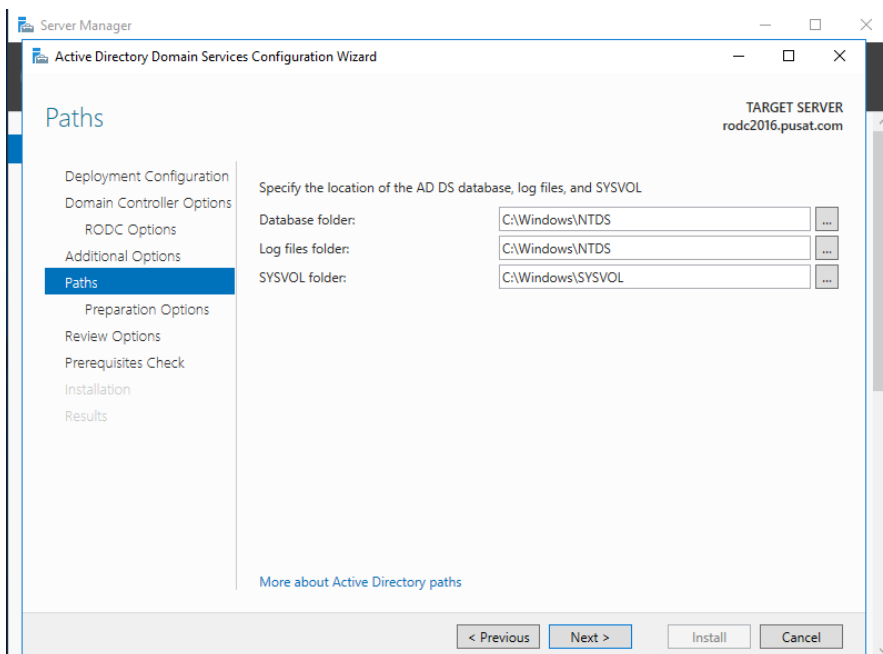 Server Manager
Active Directory Domain Services Configuration Wizard
Paths
TARGET SERVER
rodc2016.pusat.com
Deployment Configuration
Domain Controller Options
RODC Options
Additional Options
Paths
Preparation Options
Review Options
Prerequisites Check
Installation
Results
Specify the location of the AD DS database, log files, and SYSVOL
Database folder: C:\Windows\NTDS ...
Log files folder: C:\Windows\NTDS ...
SYSVOL folder: C:\Windows\SYSVOL ...
More about Active Directory paths
< Previous Next > Install Cancel